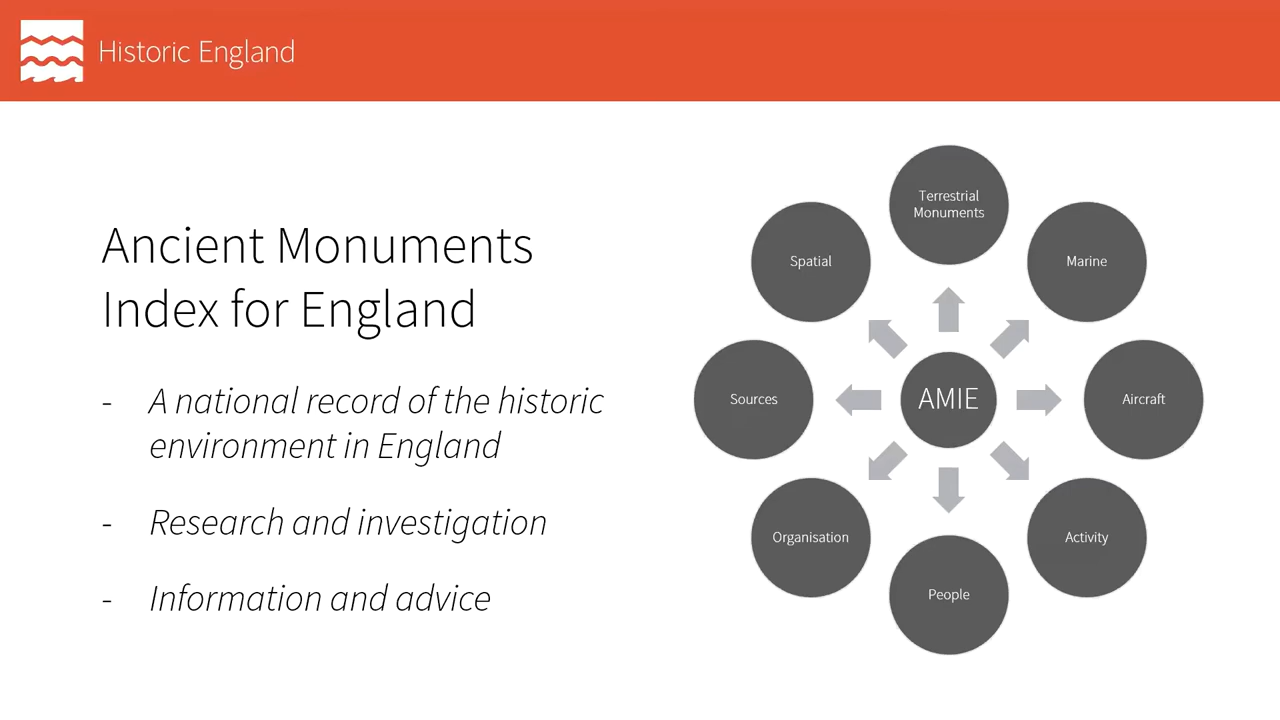 Historic England
Ancient Monuments
Index for England
- A national record of the historic
environment in England
- Research and investigation
- Information and advice
Terrestrial
Monuments
Spatial
Marine
Sources
AMIE
Aircraft
Organisation
Activity
People